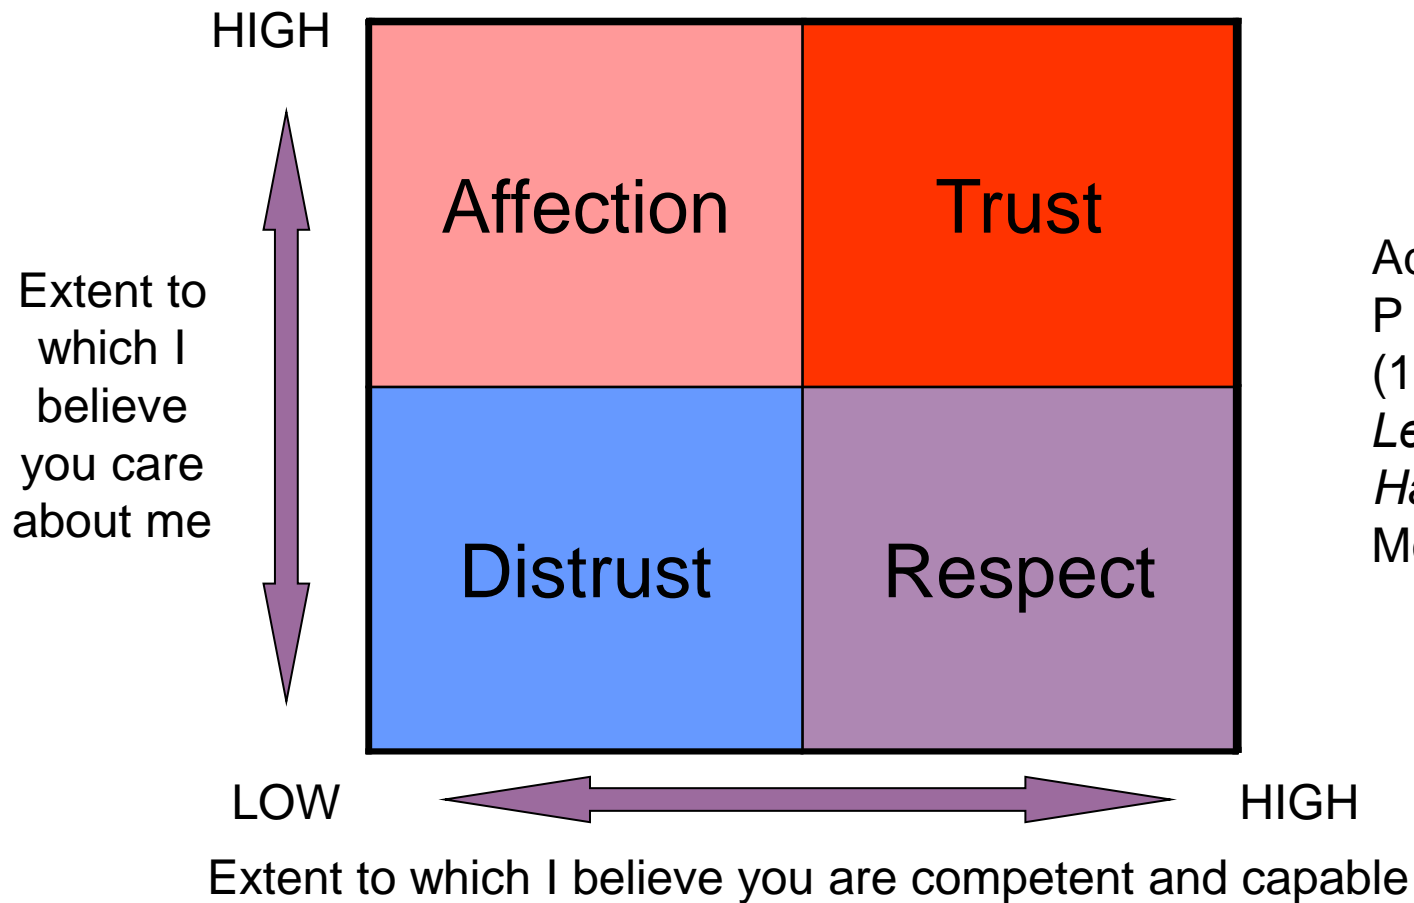 HIGH
Affection
Trust
Extent to
which I
believe
you care
about me
Distrust
Respect
P
(1
LOW
HIGH
Extent to which I believe you are competent and capable